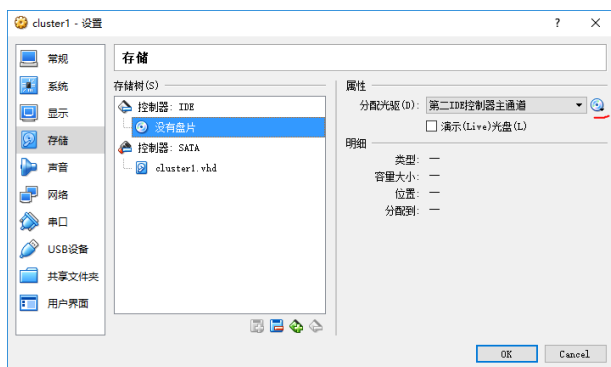 cluster1 - 设置
常规
系统
显示
存储
声音
网络
串口
USB设备
共享文件夹
用户界面
存储
存储树(S)
控制器: IDE
没有盘片
控制器: SATA
cluster1.vhd
属性
分配光驱(D): 第二IDE控制器主通道
演示(Live)光盘(L)
明细
类型: —
容量大小: —
位置: —
分配到: —
OK Cancel